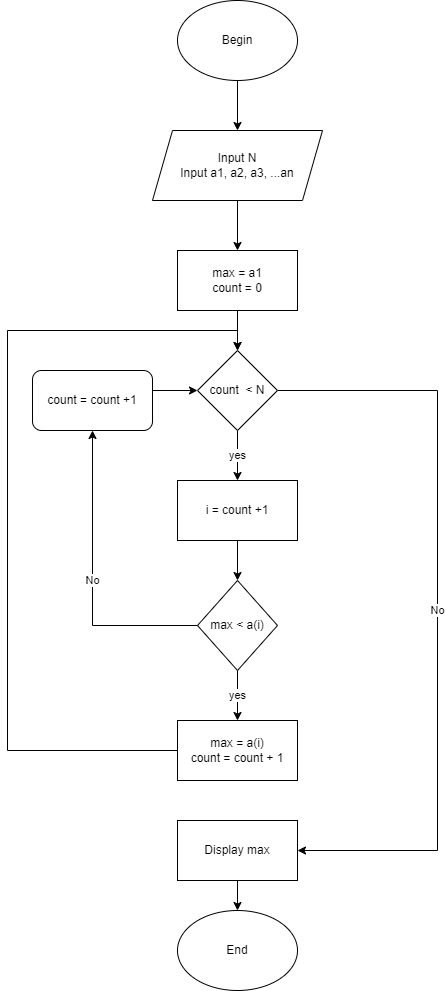 Begin
Input N
Input a1, a2, a3, ...an
max = a1
count = 0
count = count +1
count < N
yes
i = count +1
No
max < a(i)
No
yes
max = a(i)
count = count + 1
Display max
End